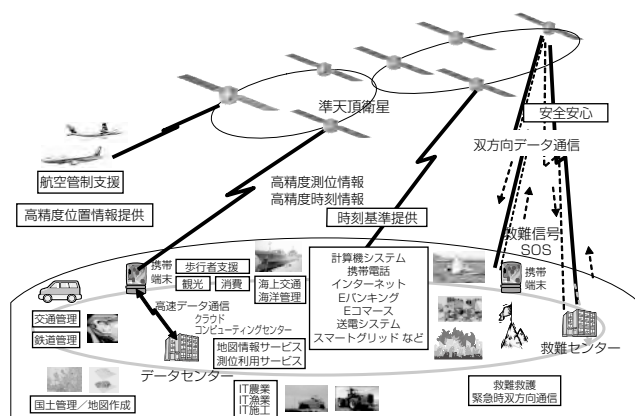 準天頂衛星
安全安心
双方向データ通信
航空管制支援
高精度測位情報
高精度時刻情報
高精度位置情報提供
時刻基準提供
救難信号
SOS
計算機システム
携帯電話
インターネット
Eバンキング
Eコマース
送電システム
スマートグリッド など
携帯
端末
歩行者支援
観光
消費
海上交通
海洋管理
携帯
端末
高速データ通信
クラウド
コンピューティングセンター
交通管理
鉄道管理
地図情報サービス
測位利用サービス
データセンター
救難センター
国土管理/地図作成
IT農業
IT漁業
IT施工
救難救護
緊急時双方向通信